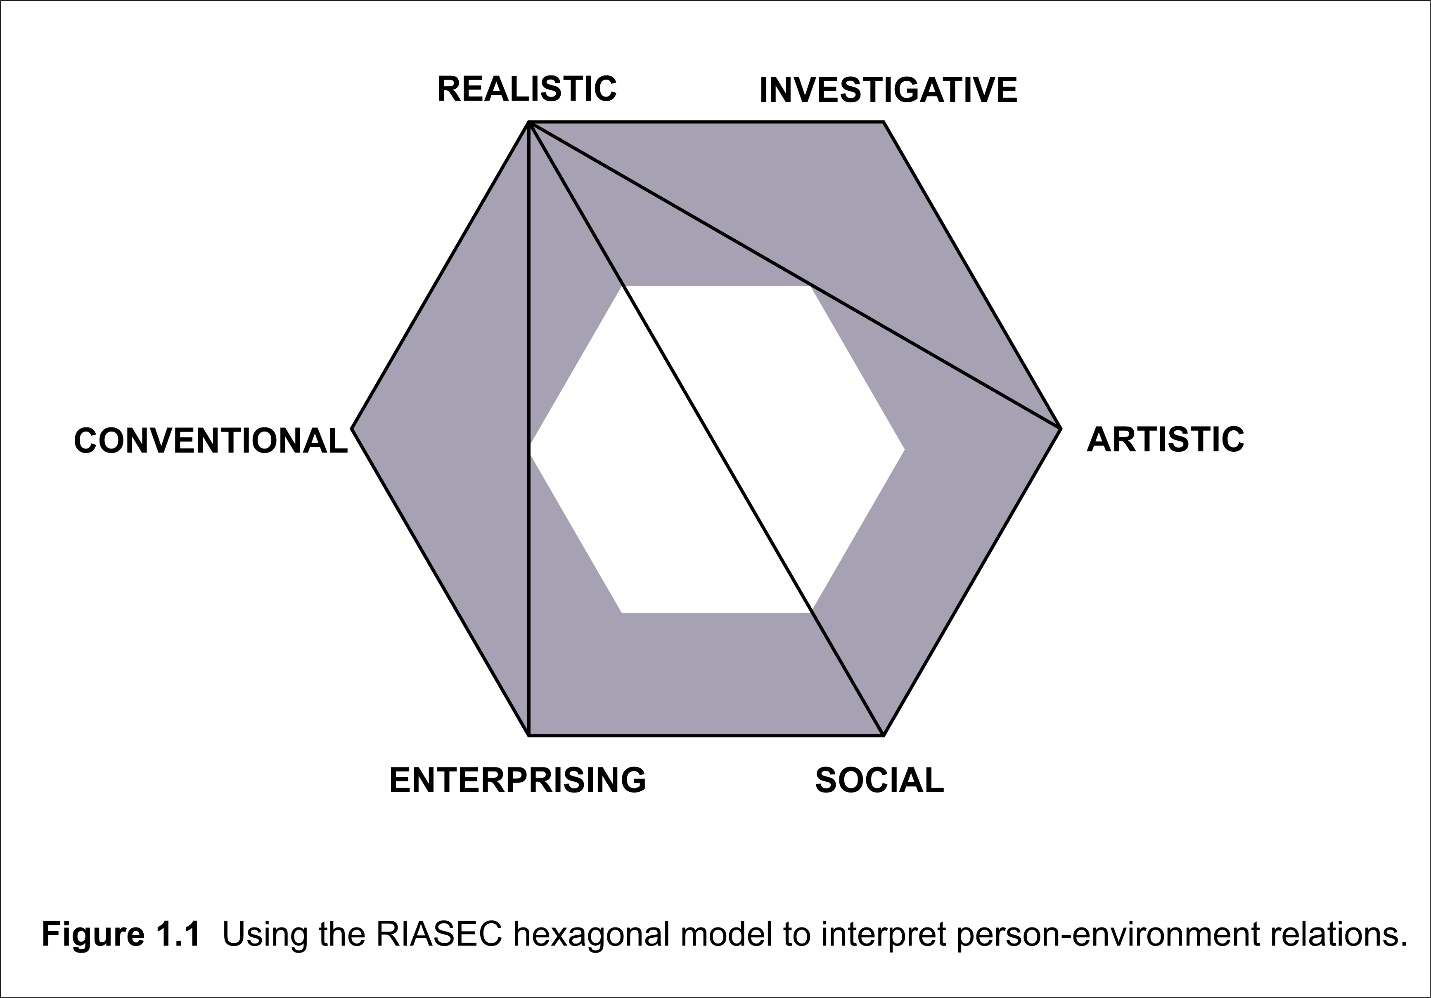 REALISTIC INVESTIGATIVE
CONVENTIONAL ARTISTIC
ENTERPRISING SOCIAL
Figure 1.1 Using the RIASEC hexagonal model to interpret person-environment relations.